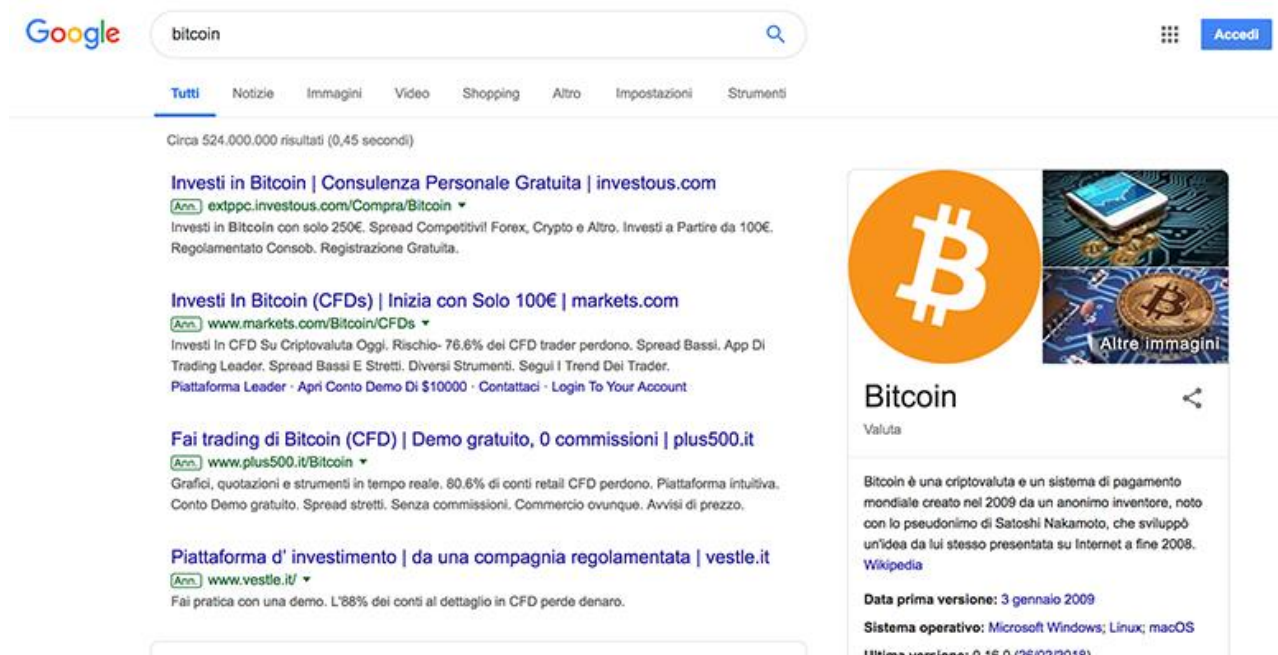 Google
bitcoin
Accedi
Tutti Notizie Immagini Video Shopping Altro Impostazioni Strumenti
Circa 524.000.000 risultati (0,45 secondi)
Investi in Bitcoin | Consulenza Personale Gratuita | investous.com
Ann. extppc.investous.com/Compra/Bitcoin
Investi in Bitcoin con solo 250€. Spread Competitivi! Forex, Crypto e Altro. Investi a Partire da 100€.
Regolamentato Consob. Registrazione Gratuita.
Investi In Bitcoin (CFDs) | Inizia con Solo 100€ | markets.com
Ann. www.markets.com/Bitcoin/CFDs
Investi In CFD Su Criptovaluta Oggi. Rischio- 76.6% dei CFD trader perdono. Spread Bassi. App Di
Trading Leader. Spread Bassi E Stretti. Diversi Strumenti. Segui I Trend Dei Trader.
Piattaforma Leader · Apri Conto Demo Di $10000 · Contattaci · Login To Your Account
Fai trading di Bitcoin (CFD) | Demo gratuito, 0 commissioni | plus500.it
Ann. www.plus500.it/Bitcoin
Grafici, quotazioni e strumenti in tempo reale. 80.6% di conti retail CFD perdono. Piattaforma intuitiva.
Conto Demo gratuito. Spread stretti. Senza commissioni. Commercio ovunque. Avvisi di prezzo.
Piattaforma d' investimento | da una compagnia regolamentata | vestle.it
Ann. www.vestle.it/
Fai pratica con una demo. L'88% dei conti al dettaglio in CFD perde denaro.
Altre immagini
Bitcoin
Valuta
Bitcoin è una criptovaluta e un sistema di pagamento
mondiale creato nel 2009 da un anonimo inventore, noto
con lo pseudonimo di Satoshi Nakamoto, che sviluppò
un'idea da lui stesso presentata su Internet a fine 2008.
Wikipedia
Data prima versione: 3 gennaio 2009
Sistema operativo: Microsoft Windows; Linux; macOS
Ultima versione: 0.16.0 (26/02/2018)